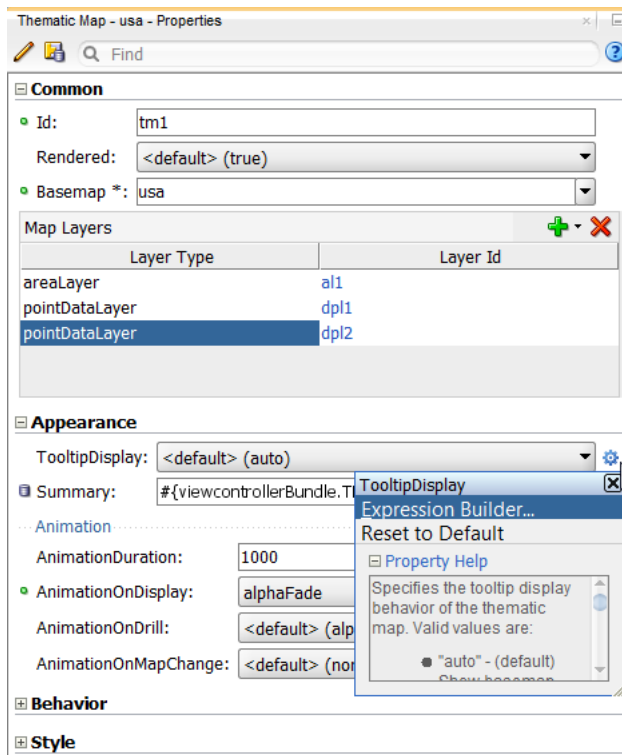 Thematic Map - usa - Properties
Find
Common
Id: tm1
Rendered: <default> (true)
Basemap *: usa
Map Layers
Layer Type Layer Id
areaLayer al1
pointDataLayer dpl1
pointDataLayer dpl2
Appearance
TooltipDisplay: <default> (auto)
Summary: #{viewcontrollerBundle.
TooltipDisplay
Expression Builder...
Reset to Default
Property Help
Specifies the tooltip display
behavior of the thematic
map. Valid values are:
"auto" - (default)
Show basemap
Animation
AnimationDuration: 1000
AnimationOnDisplay: alphaFade
AnimationOnDrill: <default> (alp
AnimationOnMapChange: <default> (nor
Behavior
Style